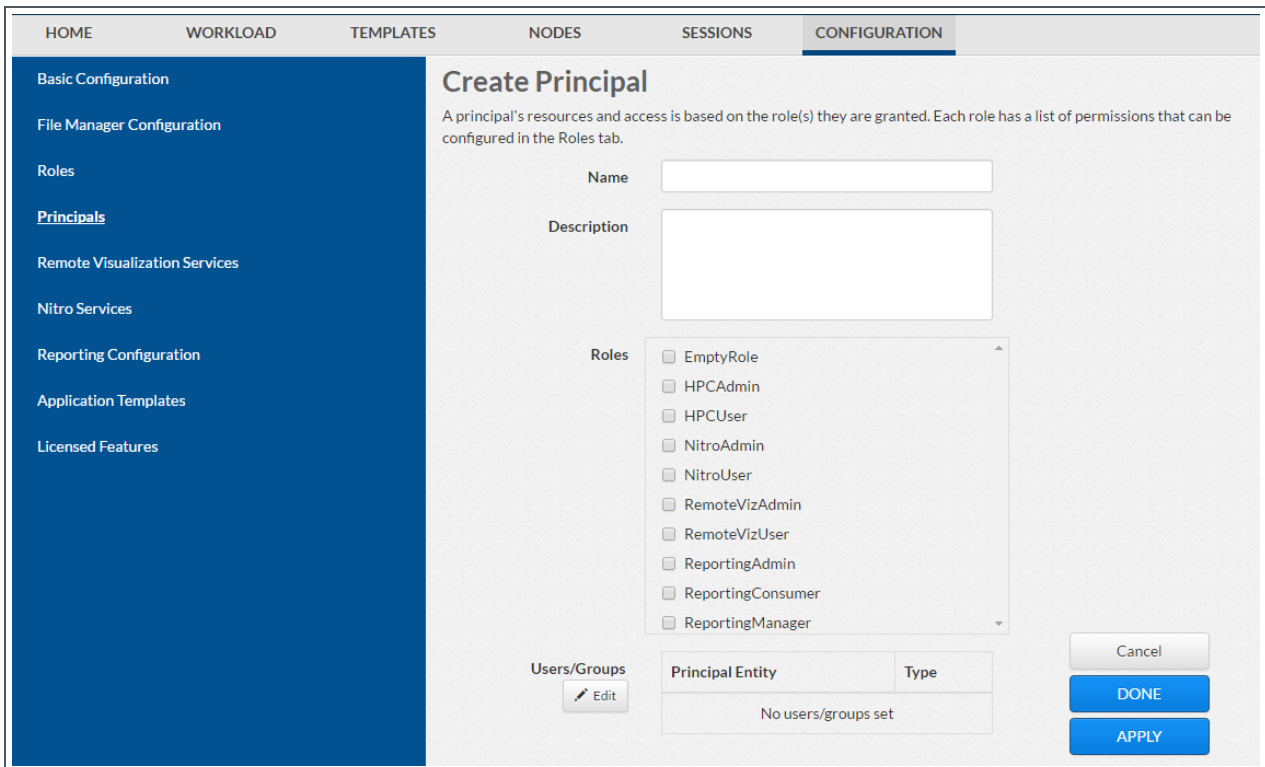 HOME WORKLOAD TEMPLATES NODES SESSIONS CONFIGURATION
Basic Configuration
File Manager Configuration
Roles
Principals
Remote Visualization Services
Nitro Services
Reporting Configuration
Application Templates
Licensed Features
Create Principal
A principal's resources and access is based on the role(s) they are granted. Each role has a list of permissions that can be
configured in the Roles tab.
Name
Description
Roles
EmptyRole
HPCAdmin
HPCUser
NitroAdmin
NitroUser
RemoteVizAdmin
RemoteVizUser
ReportingAdmin
ReportingConsumer
ReportingManager
Users/Groups
Edit
Principal Entity Type
No users/groups set
Cancel
DONE
APPLY